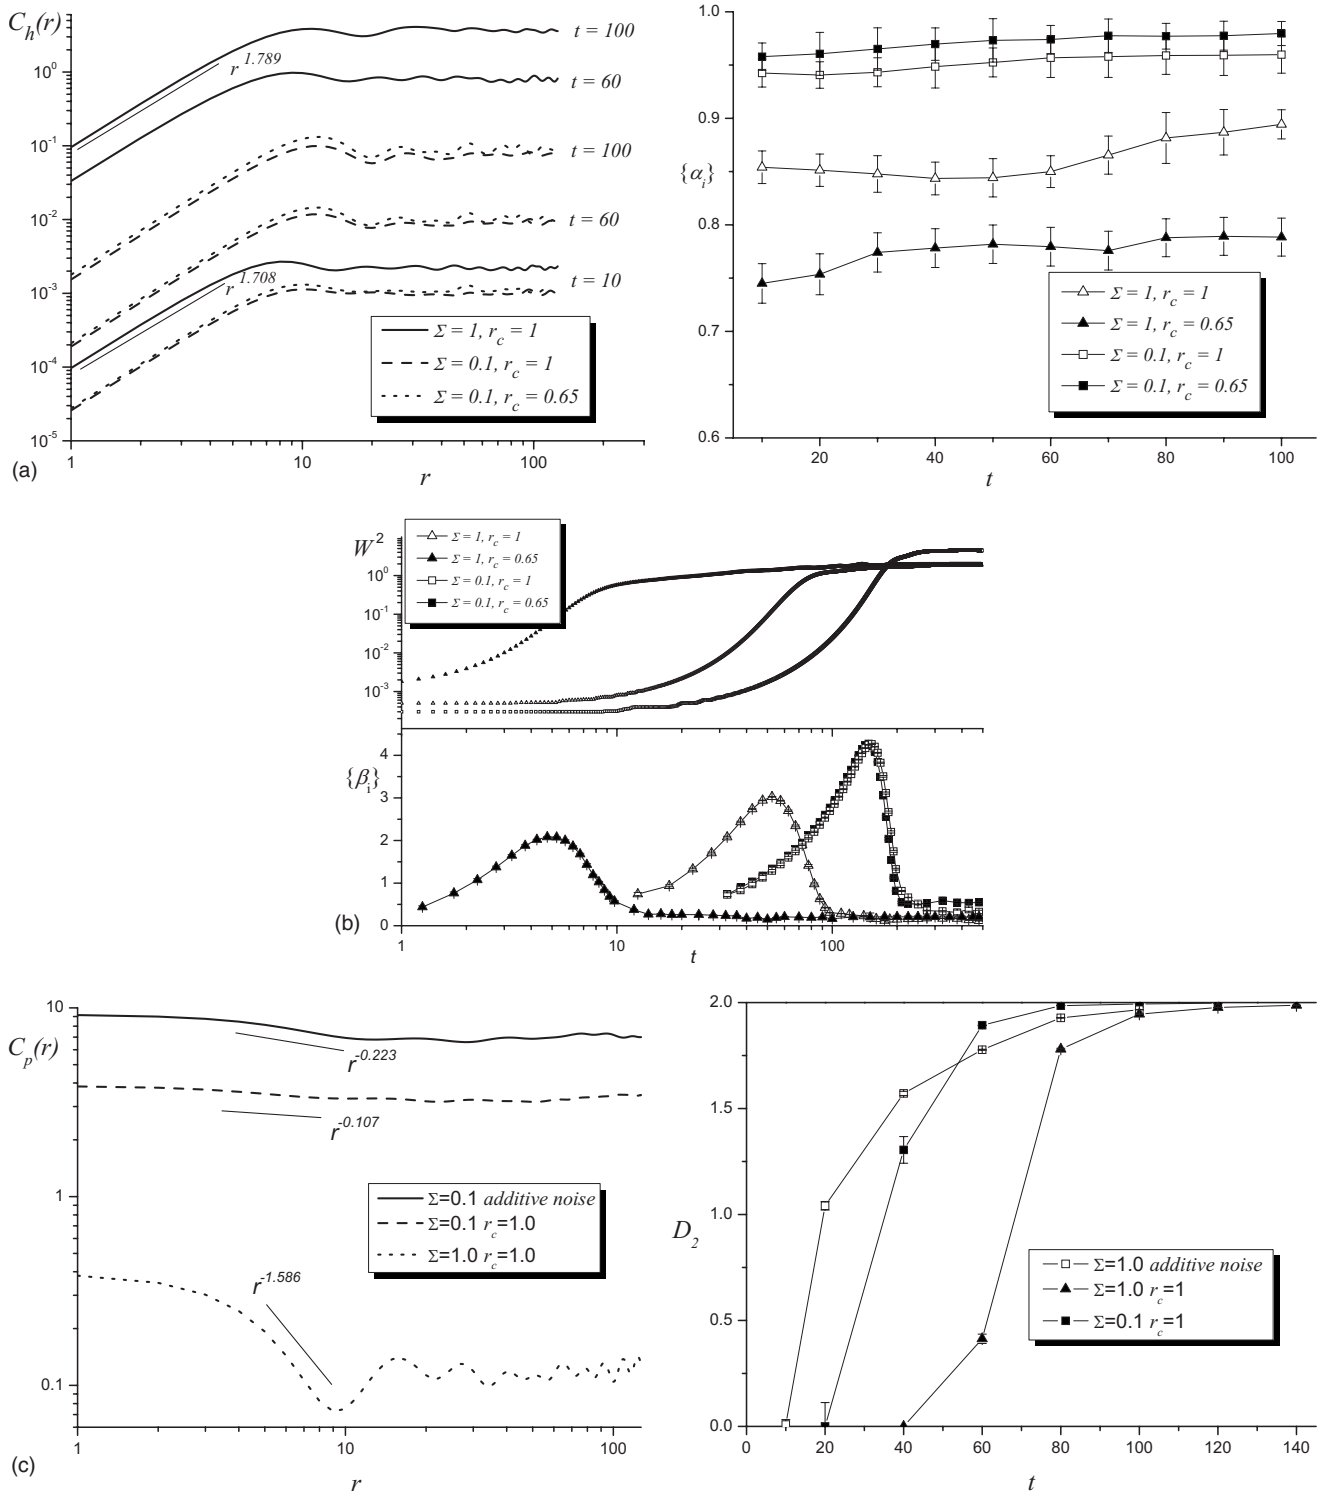 C_h(r)
10^0
10^-1
10^-2
10^-3
10^-4
10^-5
r^1.789
r^1.708
t = 100
t = 60
t = 100
t = 60
t = 10
Σ = 1, r_c = 1
Σ = 0.1, r_c = 1
Σ = 0.1, r_c = 0.65
1 10 100
r
(a)
1.0
0.9
{α_i}
0.8
0.7
0.6
Σ = 1, r_c = 1
Σ = 1, r_c = 0.65
Σ = 0.1, r_c = 1
Σ = 0.1, r_c = 0.65
20 40 60 80 100
t
W^2
10^0
10^-1
10^-2
10^-3
Σ = 1, r_c = 1
Σ = 1, r_c = 0.65
Σ = 0.1, r_c = 1
Σ = 0.1, r_c = 0.65
{β_i}
4
3
2
1
0
1 10 100
t
(b)
C_p(r)
10
1
0.1
r^-0.223
r^-0.107
r^-1.586
Σ=0.1 additive noise
Σ=0.1 r_c=1.0
Σ=1.0 r_c=1.0
1 10 100
r
(c)
2.0
1.5
1.0
D_2
0.5
0.0
Σ=1.0 additive noise
Σ=1.0 r_c=1
Σ=0.1 r_c=1
0 20 40 60 80 100 120 140
t